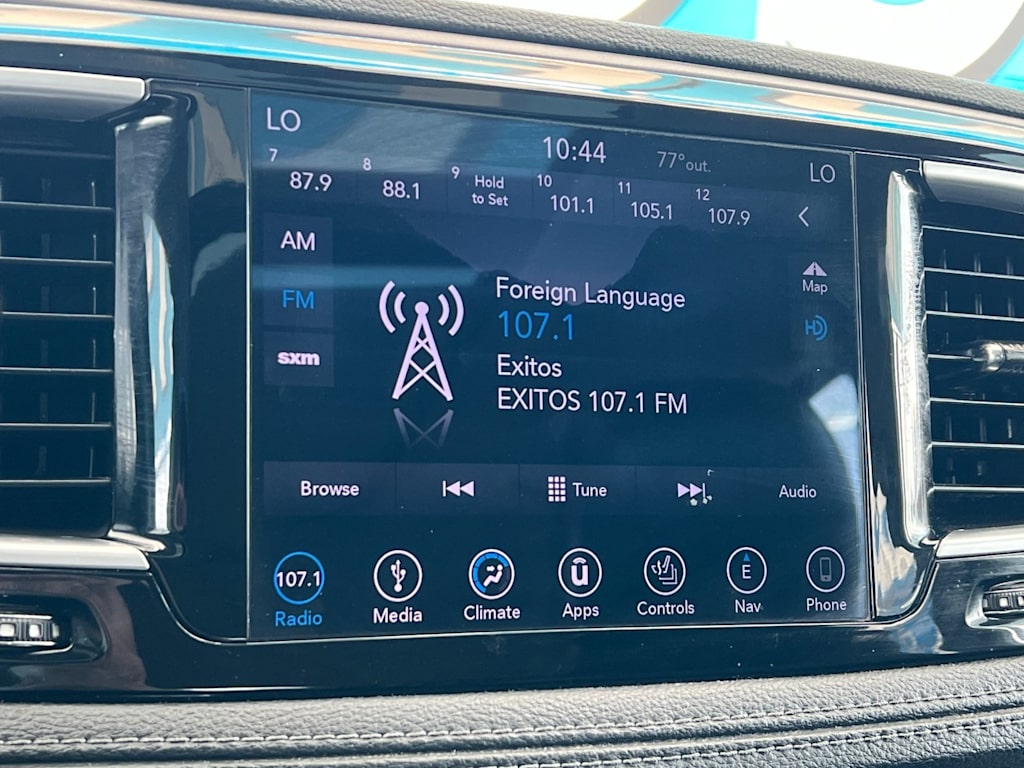 LO
10:44
77° out.
LO
7
87.9
8
88.1
9
Hold
to Set
10
101.1
11
105.1
12
107.9
AM
FM
sxm
Foreign Language
107.1
Exitos
EXITOS 107.1 FM
Map
HD
Browse
Tune
Audio
107.1
Radio
Media
Climate
u
Apps
Controls
E
Nav
Phone